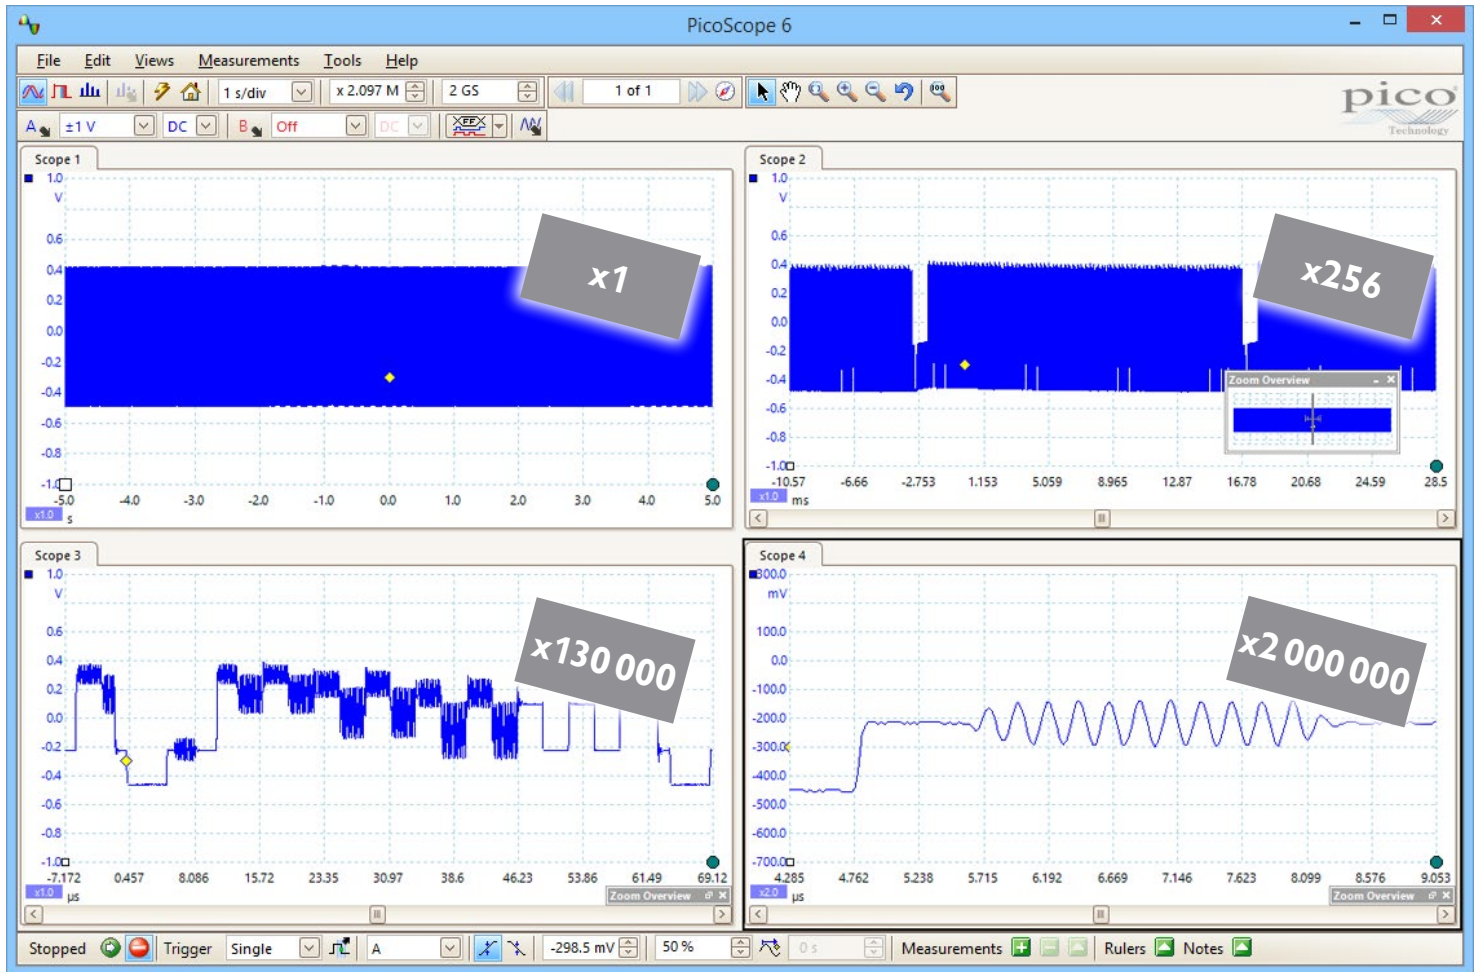 PicoScope 6
File Edit Views Measurements Tools Help
1 s/div x 2.097 M 2 GS 1 of 1
A ±1 V DC B Off DC
pico
Technology
Scope 1
1.0
V
0.6
0.4
0.2
0.0
-0.2
-0.4
-0.6
-0.8
-1.0
-5.0 -4.0 -3.0 -2.0 -1.0 0.0 1.0 2.0 3.0 4.0 5.0
x1.0 s
x1
Scope 2
1.0
V
0.6
0.4
0.2
0.0
-0.2
-0.4
-0.6
-0.8
-1.0
-10.57 -6.66 -2.753 1.153 5.059 8.965 12.87 16.78 20.68 24.59 28.5
x1.0 ms
x256
Zoom Overview
Scope 3
1.0
V
0.6
0.4
0.2
0.0
-0.2
-0.4
-0.6
-0.8
-1.0
-7.172 0.457 8.086 15.72 23.35 30.97 38.6 46.23 53.86 61.49 69.12
x1.0 µs
x130 000
Zoom Overview
Scope 4
300.0
mV
100.0
0.0
-100.0
-200.0
-300.0
-400.0
-500.0
-600.0
-700.0
4.285 4.762 5.238 5.715 6.192 6.669 7.146 7.623 8.099 8.576 9.053
x2.0 µs
x2 000 000
Zoom Overview
Stopped Trigger Single A -298.5 mV 50 % 0 s Measurements Rulers Notes